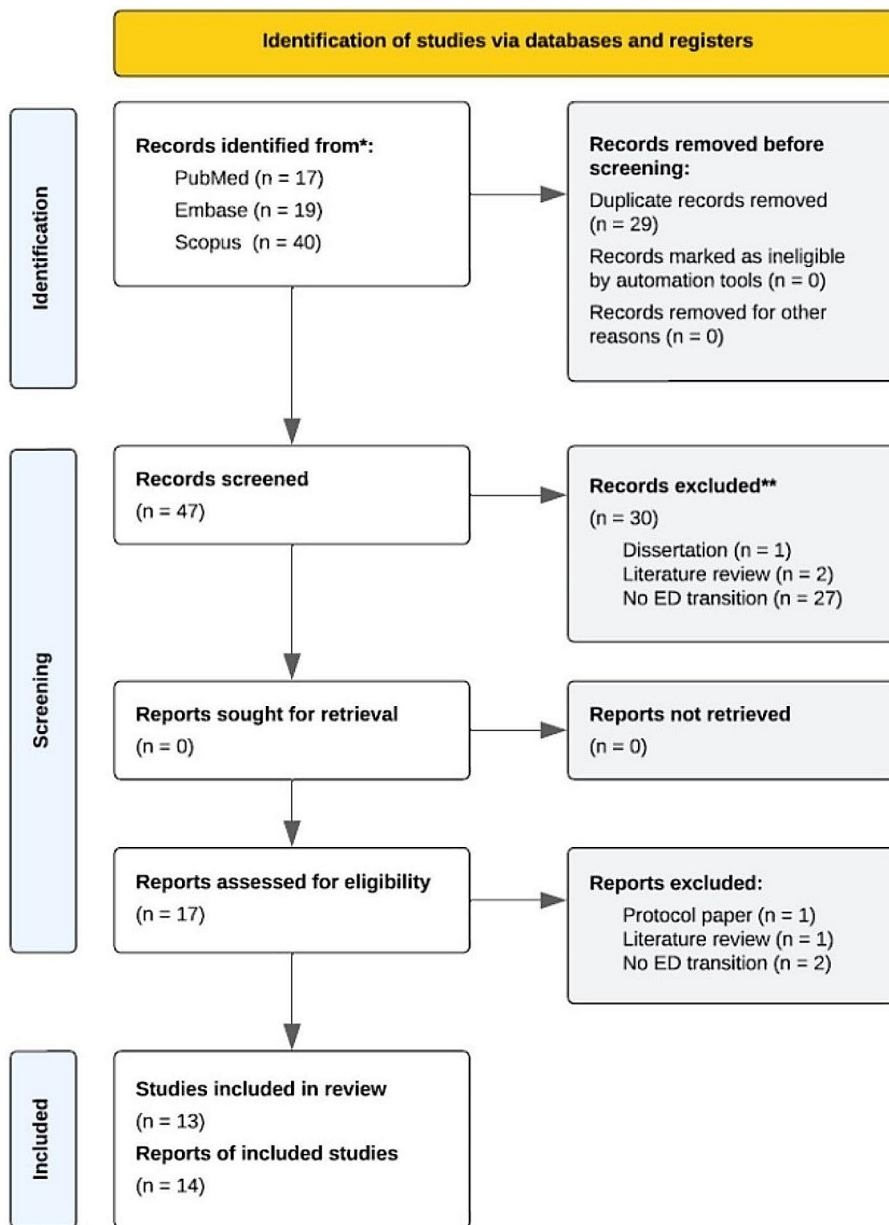 Identification of studies via databases and registers
Identification
Records identified from*:
PubMed (n = 17)
Embase (n = 19)
Scopus (n = 40)
Records removed before
screening:
Duplicate records removed
(n = 29)
Records marked as ineligible
by automation tools (n = 0)
Records removed for other
reasons (n = 0)
Screening
Records screened
(n = 47)
Records excluded**
(n = 30)
Dissertation (n = 1)
Literature review (n = 2)
No ED transition (n = 27)
Reports sought for retrieval
(n = 0)
Reports not retrieved
(n = 0)
Reports assessed for eligibility
(n = 17)
Reports excluded:
Protocol paper (n = 1)
Literature review (n = 1)
No ED transition (n = 2)
Included
Studies included in review
(n = 13)
Reports of included studies
(n = 14)